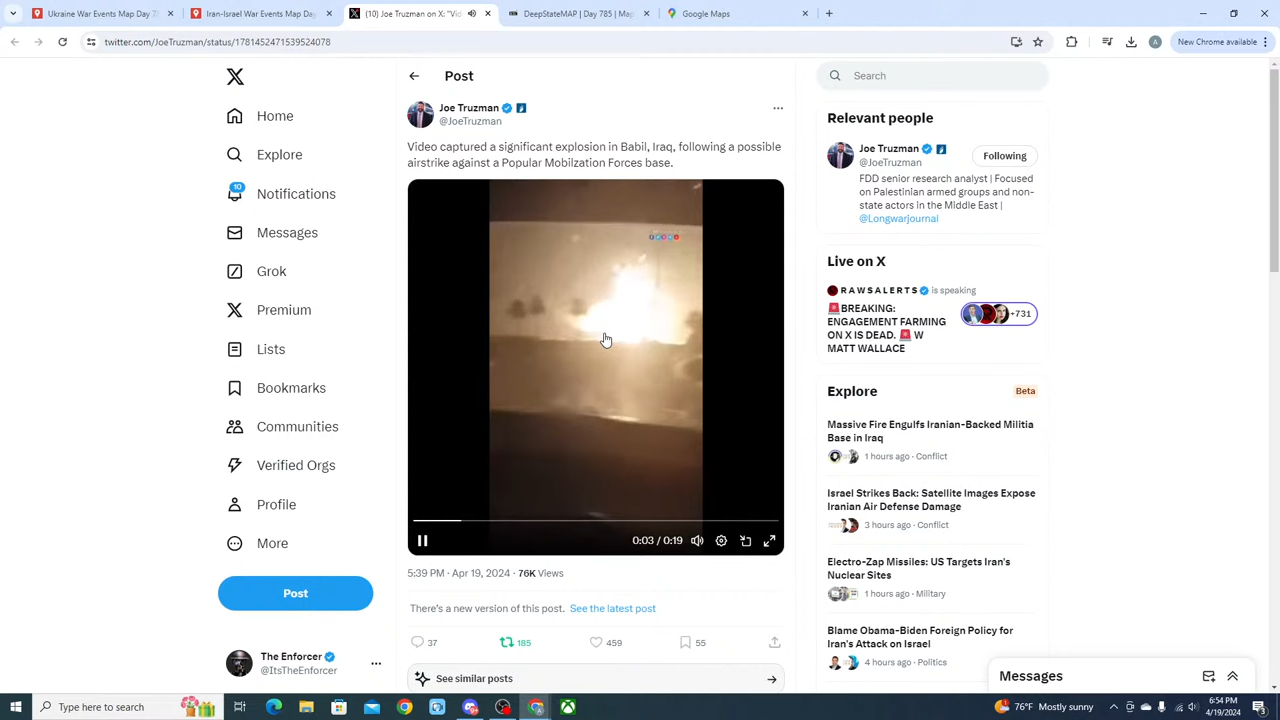 Ukraine War Events Map Day 78
Iran-Israel War Events Map Day
(10) Joe Truzman on X: "Vid
DeepStateMAP | Day 785 | Map
Google Maps
twitter.com/JoeTruzman/status/1781452471539524078
New Chrome available
Post
Search
Home
Explore
10
Notifications
Messages
Grok
Premium
Lists
Bookmarks
Communities
Verified Orgs
Profile
More
Post
The Enforcer
@ItsTheEnforcer
Joe Truzman
@JoeTruzman
Video captured a significant explosion in Babil, Iraq, following a possible
airstrike against a Popular Mobilzation Forces base.
0:03 / 0:19
5:39 PM · Apr 19, 2024 · 76K Views
There's a new version of this post. See the latest post
37
185
459
55
See similar posts
Relevant people
Joe Truzman
@JoeTruzman
Following
FDD senior research analyst | Focused
on Palestinian armed groups and non-
state actors in the Middle East |
@Longwarjournal
Live on X
RAWSALERTS is speaking
🚨BREAKING:
ENGAGEMENT FARMING
ON X IS DEAD. 🚨 W
MATT WALLACE
+731
Explore
Beta
Massive Fire Engulfs Iranian-Backed Militia
Base in Iraq
1 hours ago · Conflict
Israel Strikes Back: Satellite Images Expose
Iranian Air Defense Damage
3 hours ago · Conflict
Electro-Zap Missiles: US Targets Iran's
Nuclear Sites
1 hours ago · Military
Blame Obama-Biden Foreign Policy for
Iran's Attack on Israel
4 hours ago · Politics
Messages
Type here to search
76°F Mostly sunny
6:54 PM
4/19/2024